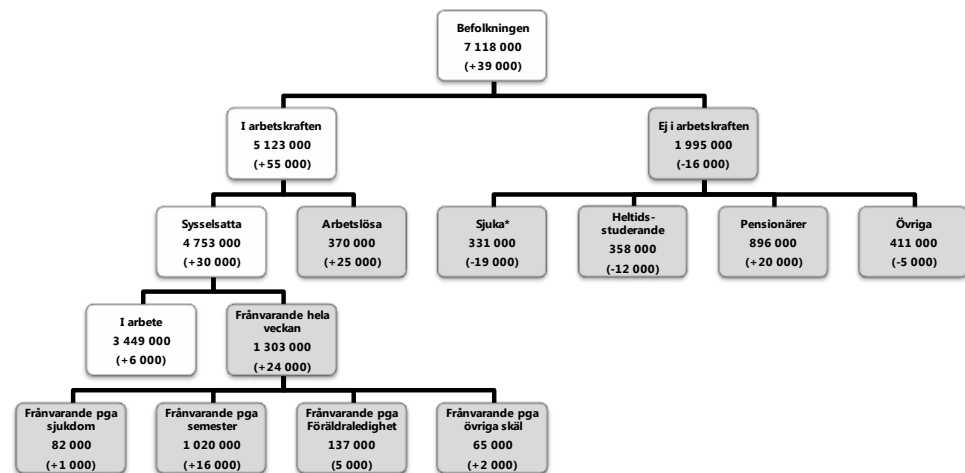 Befolkningen
7 118 000
(+39 000)
I arbetskraften
5 123 000
(+55 000)
Ej i arbetskraften
1 995 000
(-16 000)
Sysselsatta
4 753 000
(+30 000)
Arbetslösa
370 000
(+25 000)
Sjuka*
331 000
(-19 000)
Heltids-
studerande
358 000
(-12 000)
Pensionärer
896 000
(+20 000)
Övriga
411 000
(-5 000)
I arbete
3 449 000
(+6 000)
Frånvarande hela
veckan
1 303 000
(+24 000)
Frånvarande pga
sjukdom
82 000
(+1 000)
Frånvarande pga
semester
1 020 000
(+16 000)
Frånvarande pga
Föräldraledighet
137 000
(5 000)
Frånvarande pga
övriga skäl
65 000
(+2 000)